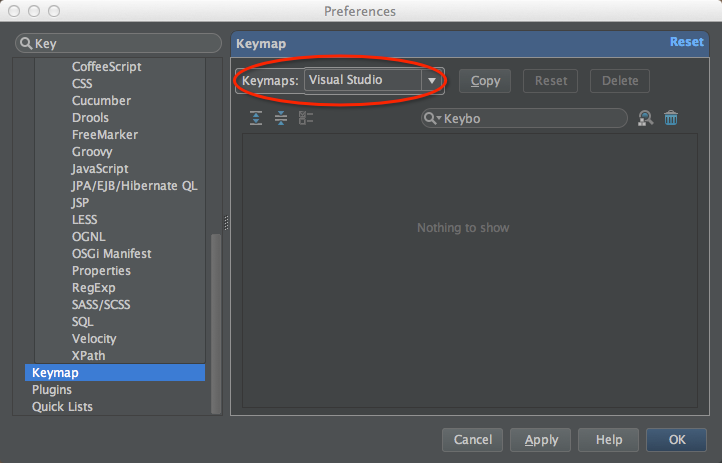 Preferences
Key
CoffeeScript
CSS
Cucumber
Drools
FreeMarker
Groovy
JavaScript
JPA/EJB/Hibernate QL
JSP
LESS
OGNL
OSGi Manifest
Properties
RegExp
SASS/SCSS
SQL
Velocity
XPath
Keymap
Plugins
Quick Lists
Keymap Reset
Keymaps: Visual Studio Copy Reset Delete
Keybo
Nothing to show
Cancel Apply Help OK